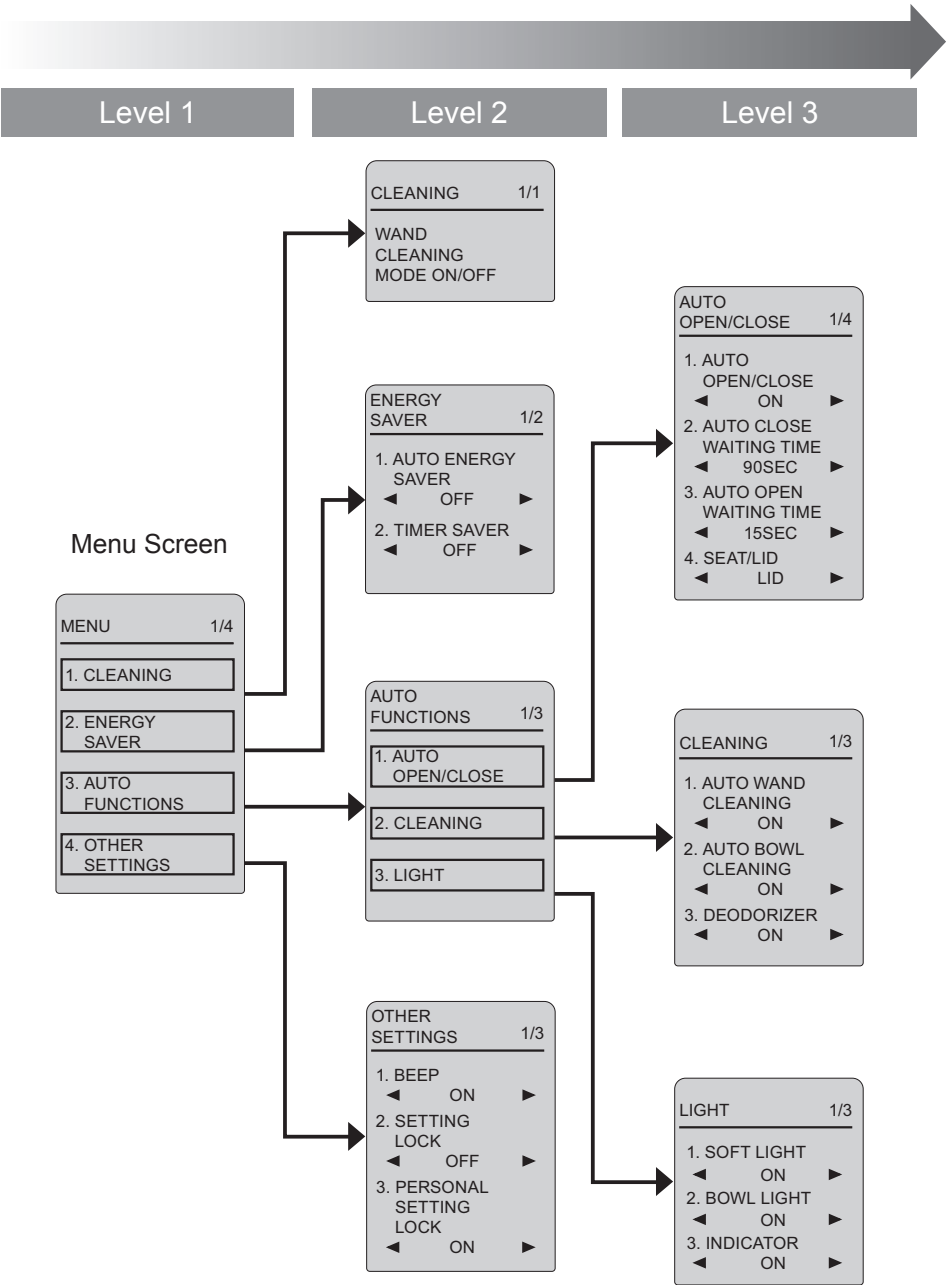 Level 1
Level 2
Level 3
Menu Screen
MENU 1/4
1. CLEANING
2. ENERGY
SAVER
3. AUTO
FUNCTIONS
4. OTHER
SETTINGS
CLEANING 1/1
WAND
CLEANING
MODE ON/OFF
ENERGY
SAVER 1/2
1. AUTO ENERGY
SAVER
◄ OFF ►
2. TIMER SAVER
◄ OFF ►
AUTO
FUNCTIONS 1/3
1. AUTO
OPEN/CLOSE
2. CLEANING
3. LIGHT
OTHER
SETTINGS 1/3
1. BEEP
◄ ON ►
2. SETTING
LOCK
◄ OFF ►
3. PERSONAL
SETTING
LOCK
◄ ON ►
AUTO
OPEN/CLOSE 1/4
1. AUTO
OPEN/CLOSE
◄ ON ►
2. AUTO CLOSE
WAITING TIME
◄ 90SEC ►
3. AUTO OPEN
WAITING TIME
◄ 15SEC ►
4. SEAT/LID
◄ LID ►
CLEANING 1/3
1. AUTO WAND
CLEANING
◄ ON ►
2. AUTO BOWL
CLEANING
◄ ON ►
3. DEODORIZER
◄ ON ►
LIGHT 1/3
1. SOFT LIGHT
◄ ON ►
2. BOWL LIGHT
◄ ON ►
3. INDICATOR
◄ ON ►